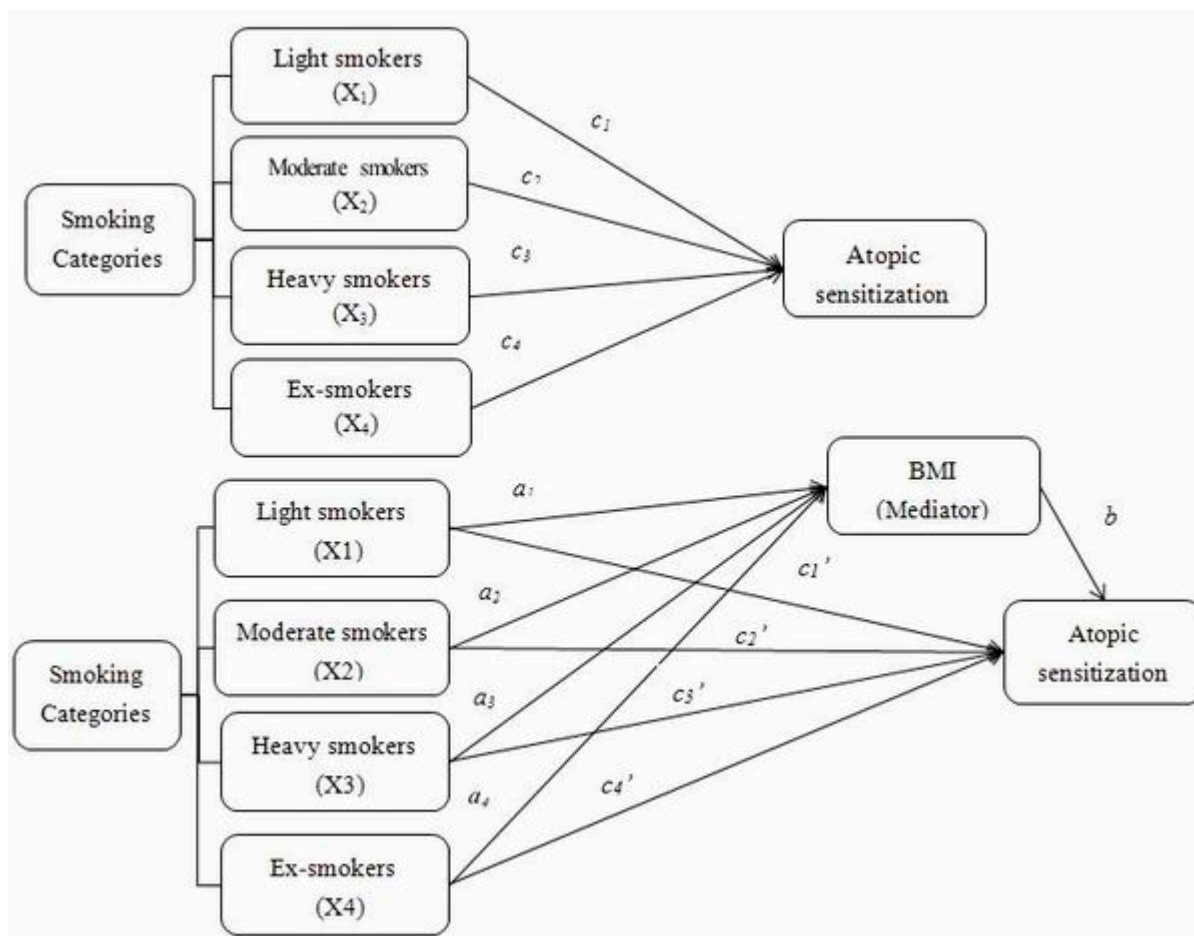 Light smokers
(X₁)
c₁
Moderate smokers
(X₂)
c₂
Smoking
Categories
Heavy smokers
(X₃)
c₃
Atopic
sensitization
Ex-smokers
(X₄)
c₄
Light smokers
(X1)
a₁
BMI
(Mediator)
b
c₁’
Moderate smokers
(X2)
a₂
c₂’
Atopic
sensitization
Smoking
Categories
Heavy smokers
(X3)
a₃
c₃’
Ex-smokers
(X4)
a₄
c₄’